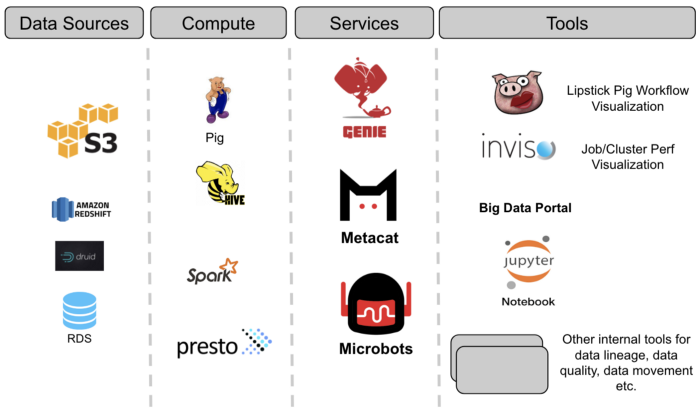 Data Sources
Compute
Services
Tools
S3
AMAZON
REDSHIFT
druid
RDS
Pig
HIVE
Spark
presto
GENIE
Metacat
Microbots
Lipstick Pig Workflow
Visualization
inviso
Job/Cluster Perf
Visualization
Big Data Portal
jupyter
Notebook
Other internal tools for
data lineage, data
quality, data movement
etc.